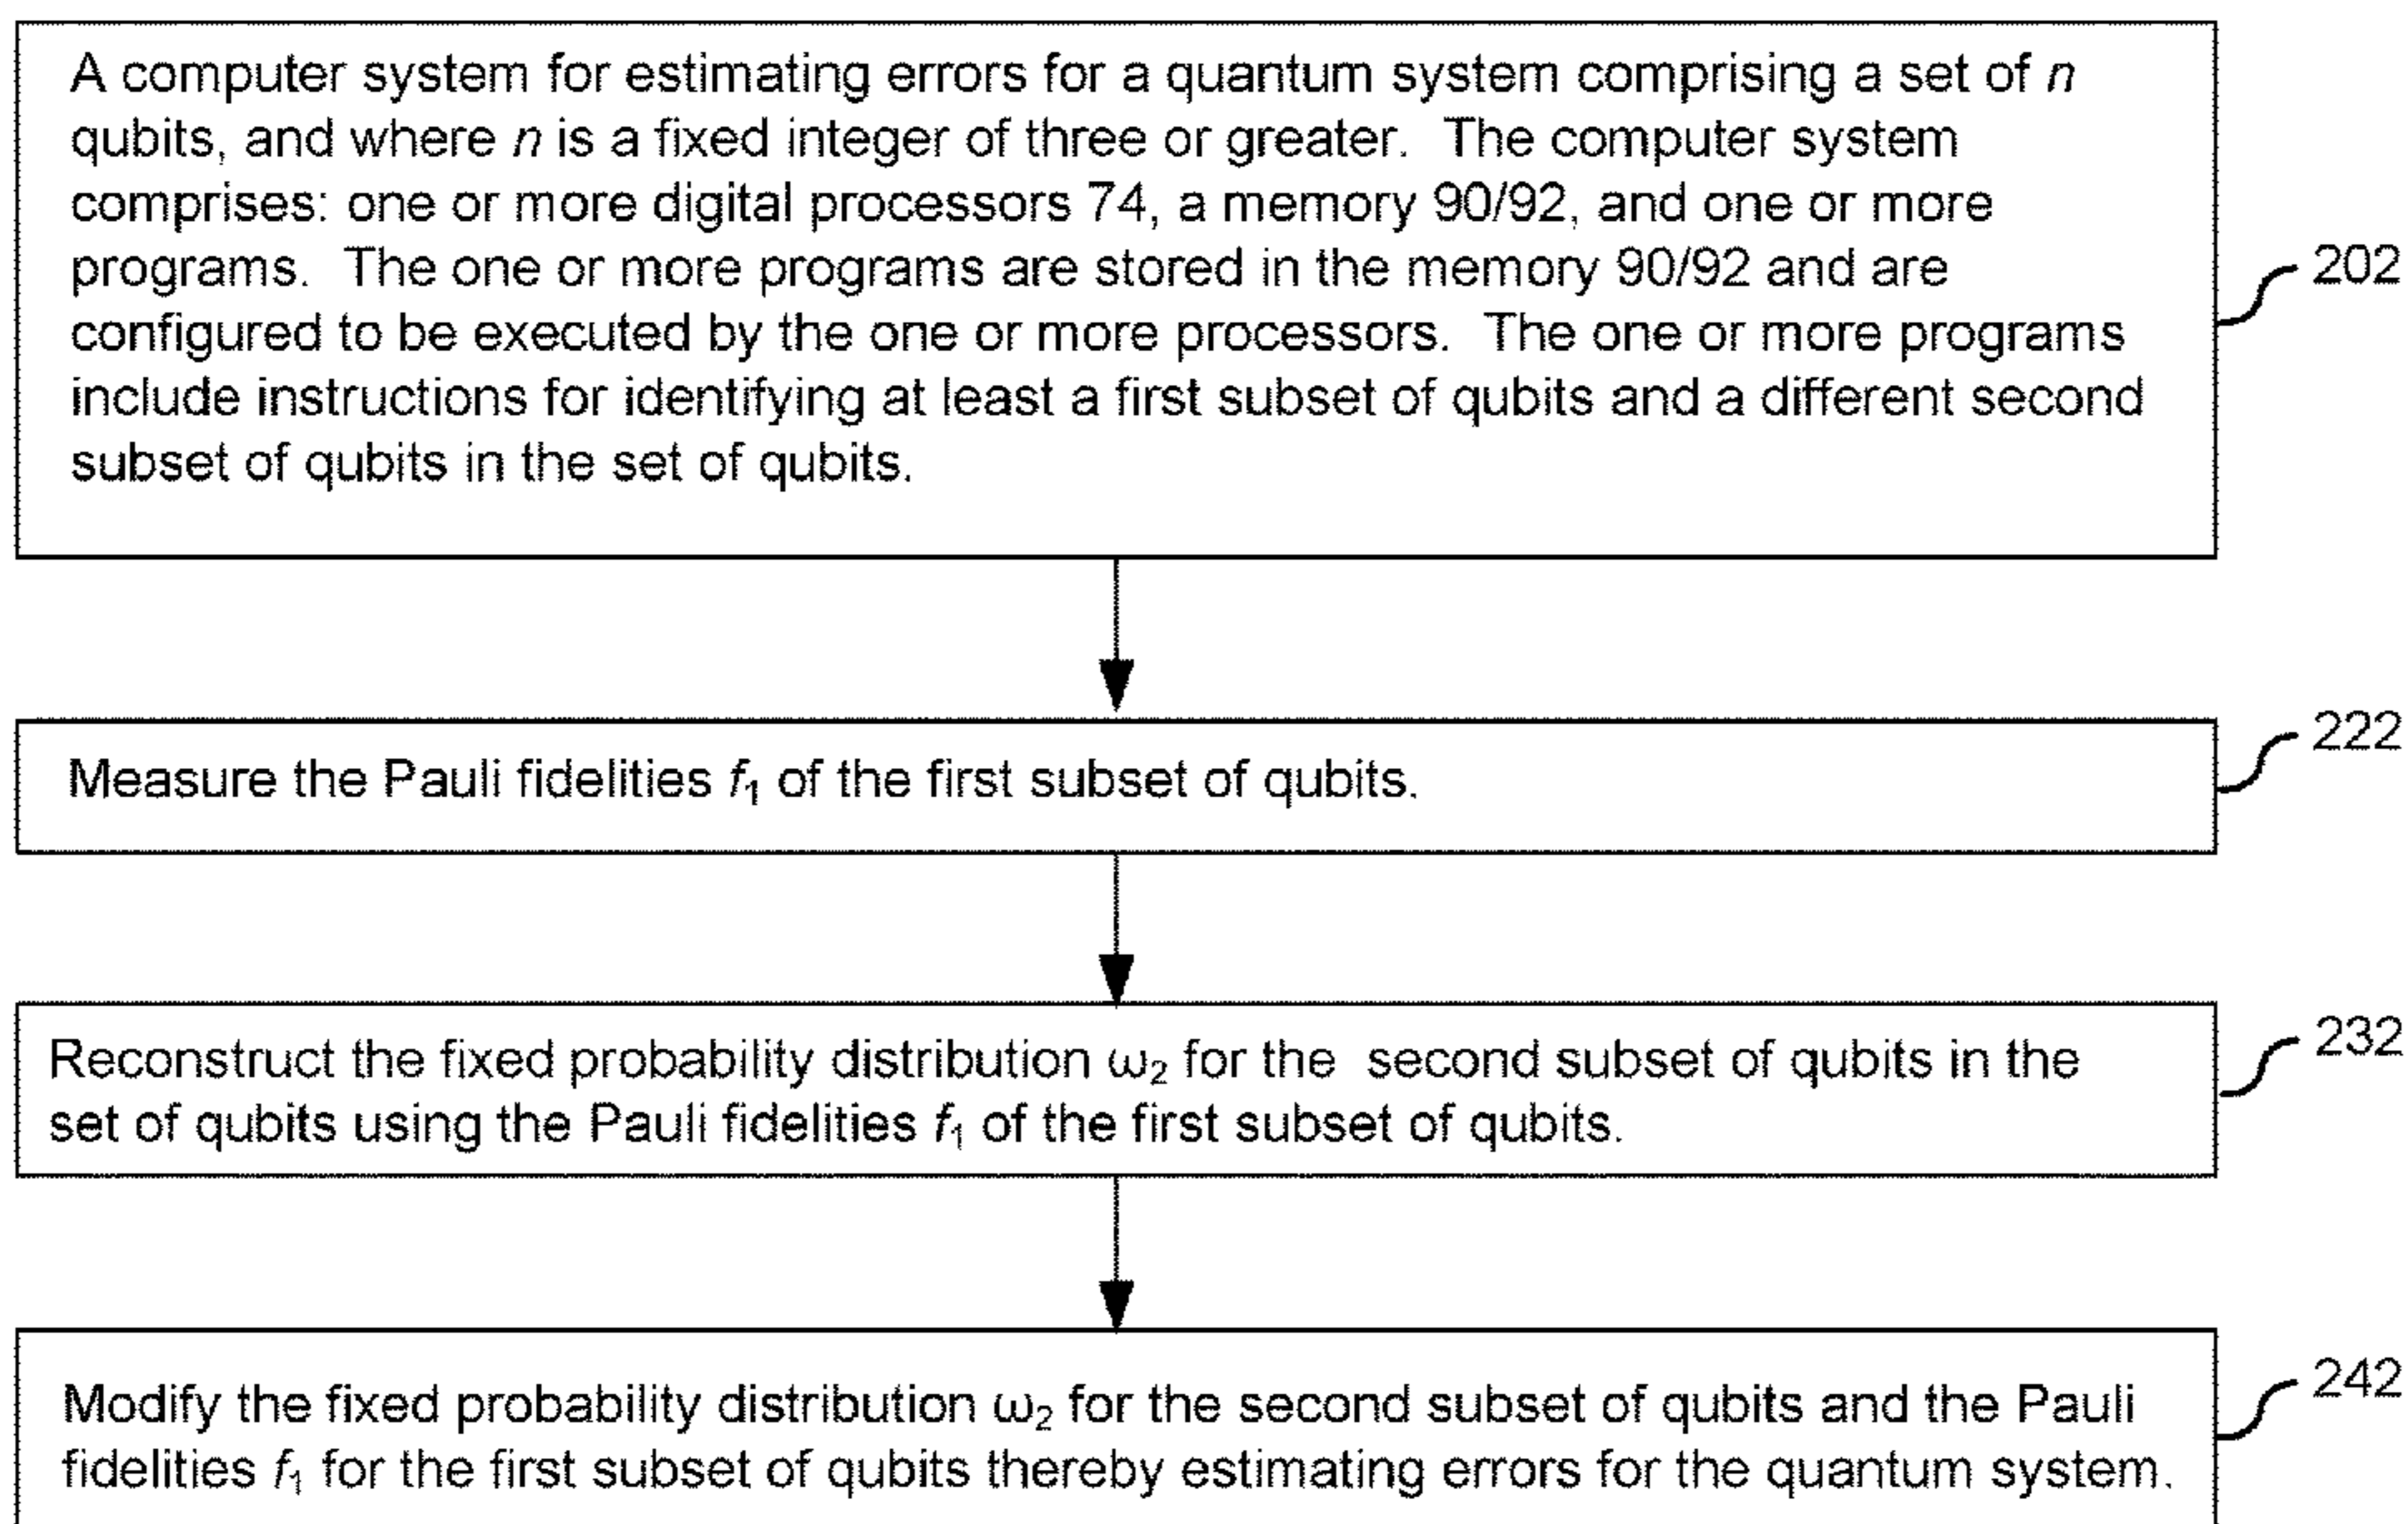 A computer system for estimating errors for a quantum system comprising a set of n
qubits, and where n is a fixed integer of three or greater. The computer system
comprises: one or more digital processors 74, a memory 90/92, and one or more
programs. The one or more programs are stored in the memory 90/92 and are
configured to be executed by the one or more processors. The one or more programs
include instructions for identifying at least a first subset of qubits and a different second
subset of qubits in the set of qubits.
202
Measure the Pauli fidelities f₁ of the first subset of qubits.
222
Reconstruct the fixed probability distribution ω₂ for the second subset of qubits in the
set of qubits using the Pauli fidelities f₁ of the first subset of qubits.
232
Modify the fixed probability distribution ω₂ for the second subset of qubits and the Pauli
fidelities f₁ for the first subset of qubits thereby estimating errors for the quantum system.
242